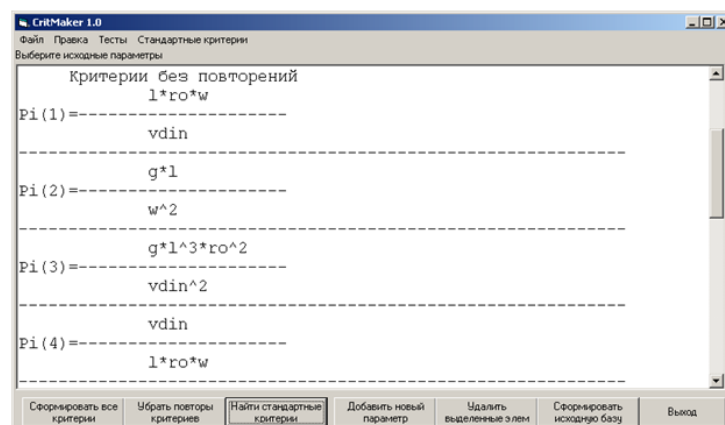 CritMaker 1.0
Файл Правка Тесты Стандартные критерии
Выберите исходные параметры
Критерии без повторений
l*ro*w
Pi(1)=---------------------
vdin
-------------------------------------------------------------
g*l
Pi(2)=---------------------
w^2
-------------------------------------------------------------
g*l^3*ro^2
Pi(3)=---------------------
vdin^2
-------------------------------------------------------------
vdin
Pi(4)=---------------------
l*ro*w
-------------------------------------------------------------
Сформировать все критерии
Убрать повторы критериев
Найти стандартные критерии
Добавить новый параметр
Удалить выделенные элем
Сформировать исходную базу
Выход